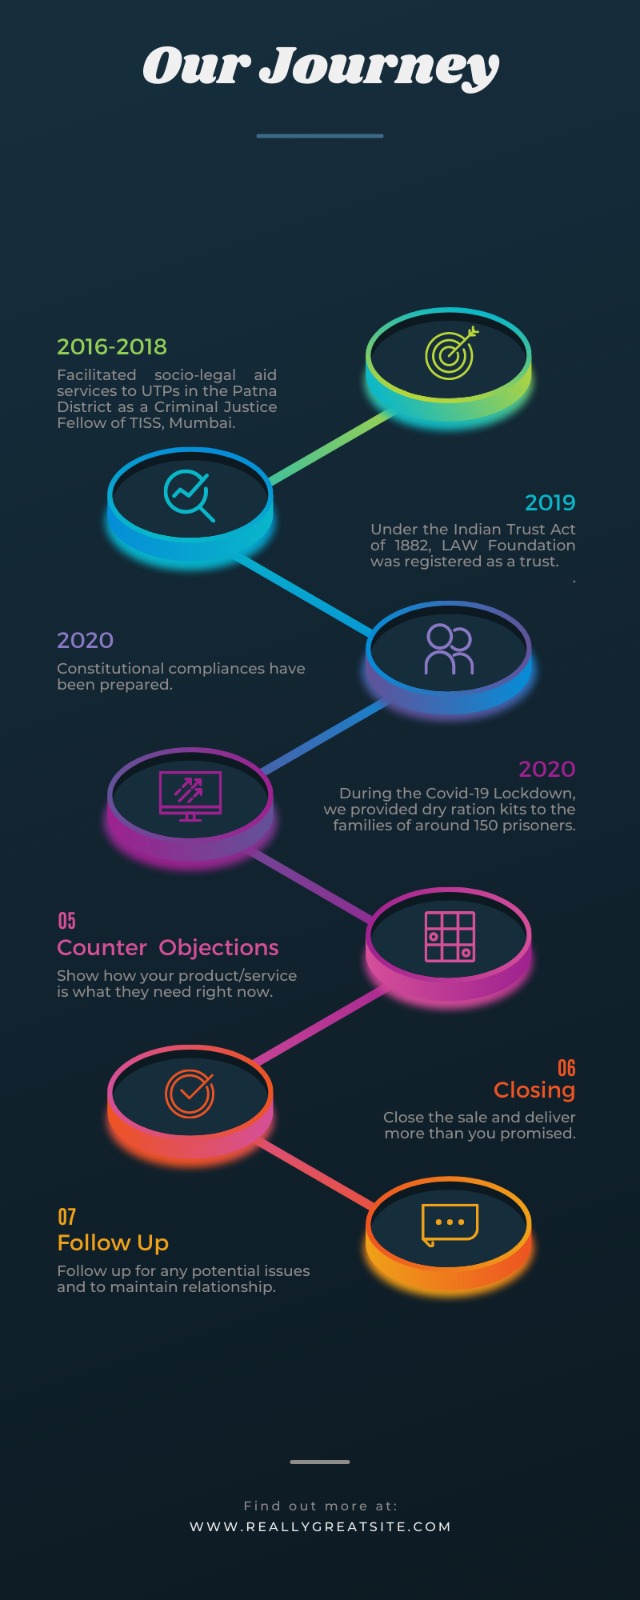 Our Journey
2016-2018
Facilitated socio-legal aid
services to UTPs in the Patna
District as a Criminal Justice
Fellow of TISS, Mumbai.
2019
Under the Indian Trust Act
of 1882, LAW Foundation
was registered as a trust.
.
2020
Constitutional compliances have
been prepared.
2020
During the Covid-19 Lockdown,
we provided dry ration kits to the
families of around 150 prisoners.
05
Counter Objections
Show how your product/service
is what they need right now.
06
Closing
Close the sale and deliver
more than you promised.
07
Follow Up
Follow up for any potential issues
and to maintain relationship.
Find out more at:
WWW.REALLYGREATSITE.COM